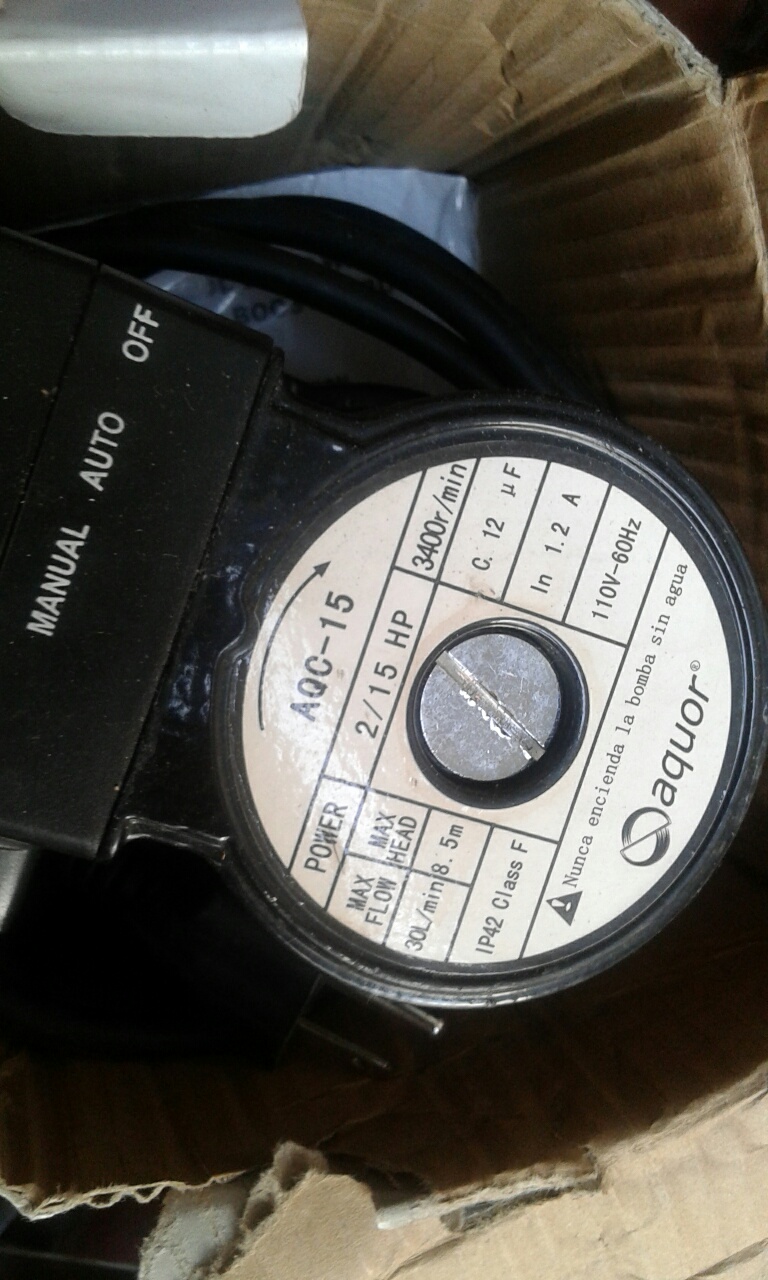 MANUAL AUTO OFF
AQC-15
POWER 2/15 HP 3400r/min
MAX FLOW
MAX HEAD
C. 12 μF
30L/min 8.5m
In 1.2 A
IP42 Class F
110V-60Hz
Nunca encienda la bomba sin agua
aquor®